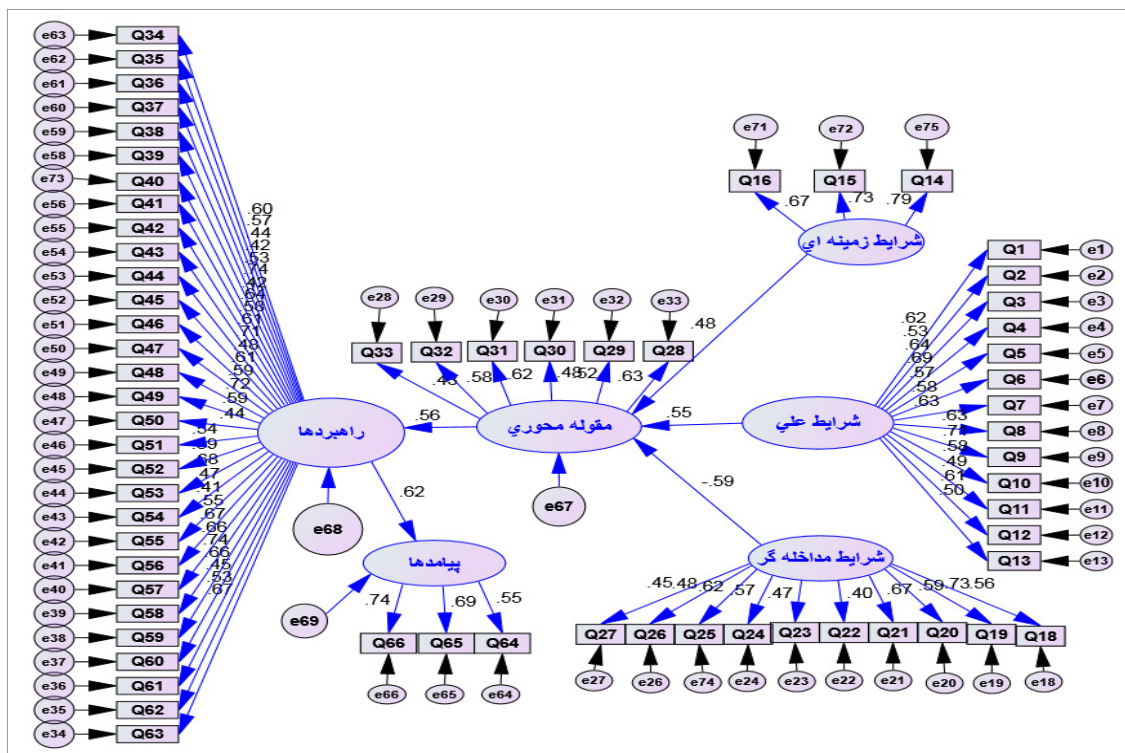 e63 Q34
e62 Q35
e61 Q36
e60 Q37
e59 Q38
e58 Q39
e73 Q40
e56 Q41
e55 Q42
e54 Q43
e53 Q44
e52 Q45
e51 Q46
e50 Q47
e49 Q48
e48 Q49
e47 Q50
e46 Q51
e45 Q52
e44 Q53
e43 Q54
e42 Q55
e41 Q56
e40 Q57
e39 Q58
e38 Q59
e37 Q60
e36 Q61
e35 Q62
e34 Q63
.60
.57
.44
.42
.53
.74
.42
.64
.56
.61
.71
.48
.61
.59
.72
.59
.44
.54
.68
.47
.41
.55
.67
.66
.74
.66
.45
.53
.67
راهبردها
e68
.56
.62
e28 e29 e30 e31 e32 e33
Q33 Q32 Q31 Q30 Q29 Q28
.58 .62 .48 .52 .63
مقوله محوري
e67
e71 e72 e75
Q16 Q15 Q14
.67 .73 .79
شرايط زمينه اي
.48
.55
-.59
شرايط علي
Q1 e1
Q2 e2
Q3 e3
Q4 e4
Q5 e5
Q6 e6
Q7 e7
Q8 e8
Q9 e9
Q10 e10
Q11 e11
Q12 e12
Q13 e13
.62
.53
.64
.69
.57
.58
.63
.63
.58
.49
.61
.50
پيامدها
e69
.74 .69 .55
Q66 Q65 Q64
e66 e65 e64
شرايط مداخله گر
.45 .48 .62 .57 .47 .40 .67 .59 .73 .56
Q27 Q26 Q25 Q24 Q23 Q22 Q21 Q20 Q19 Q18
e27 e26 e74 e24 e23 e22 e21 e20 e19 e18